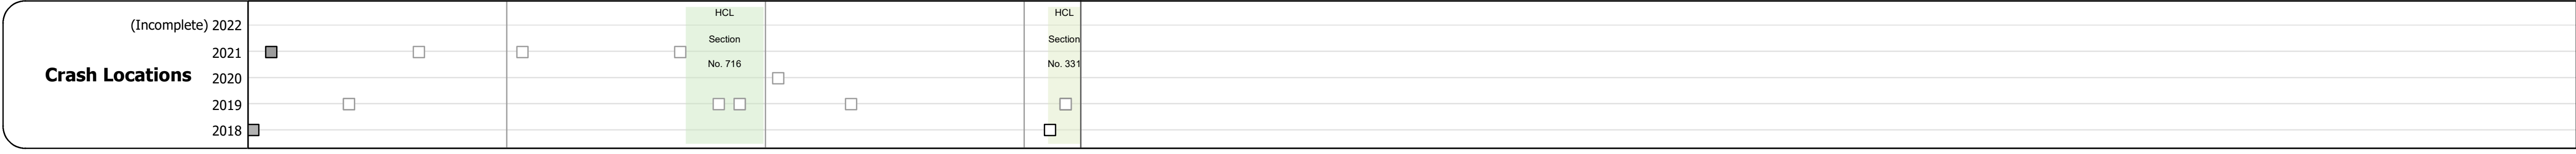 Crash Locations
(Incomplete) 2022
2021
2020
2019
2018
HCL
Section
No. 716
HCL
Section
No. 331